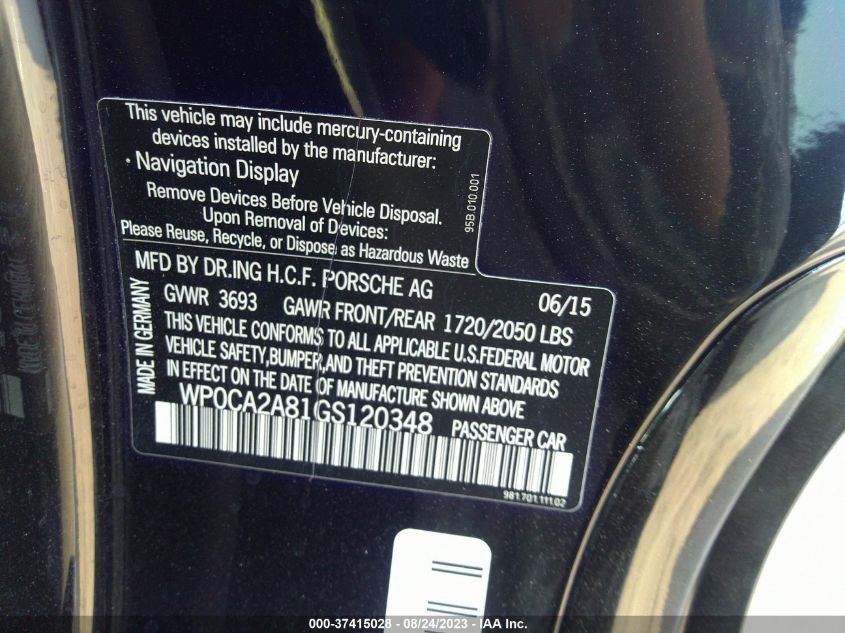 This vehicle may include mercury-containing
devices installed by the manufacturer:
· Navigation Display
Remove Devices Before Vehicle Disposal.
Upon Removal of Devices:
Please Reuse, Recycle, or Dispose as Hazardous Waste
95B.010.001
MFD BY DR.ING H.C.F. PORSCHE AG 06/15
GVWR 3693 GAWR FRONT/REAR 1720/2050 LBS
THIS VEHICLE CONFORMS TO ALL APPLICABLE U.S.FEDERAL MOTOR
VEHICLE SAFETY,BUMPER,AND THEFT PREVENTION STANDARDS
IN EFFECT ON THE DATE OF MANUFACTURE SHOWN ABOVE
MADE IN GERMANY
WP0CA2A81GS120348 PASSENGER CAR
981.701.111.02
000-37415028 - 08/24/2023 - IAA Inc.